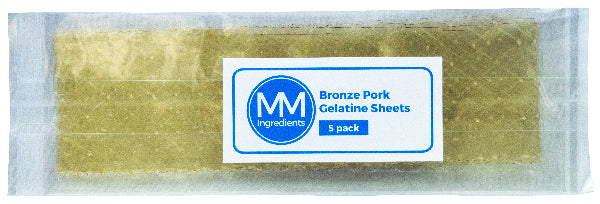 MM
ingredients
Bronze Pork
Gelatine Sheets
5 pack